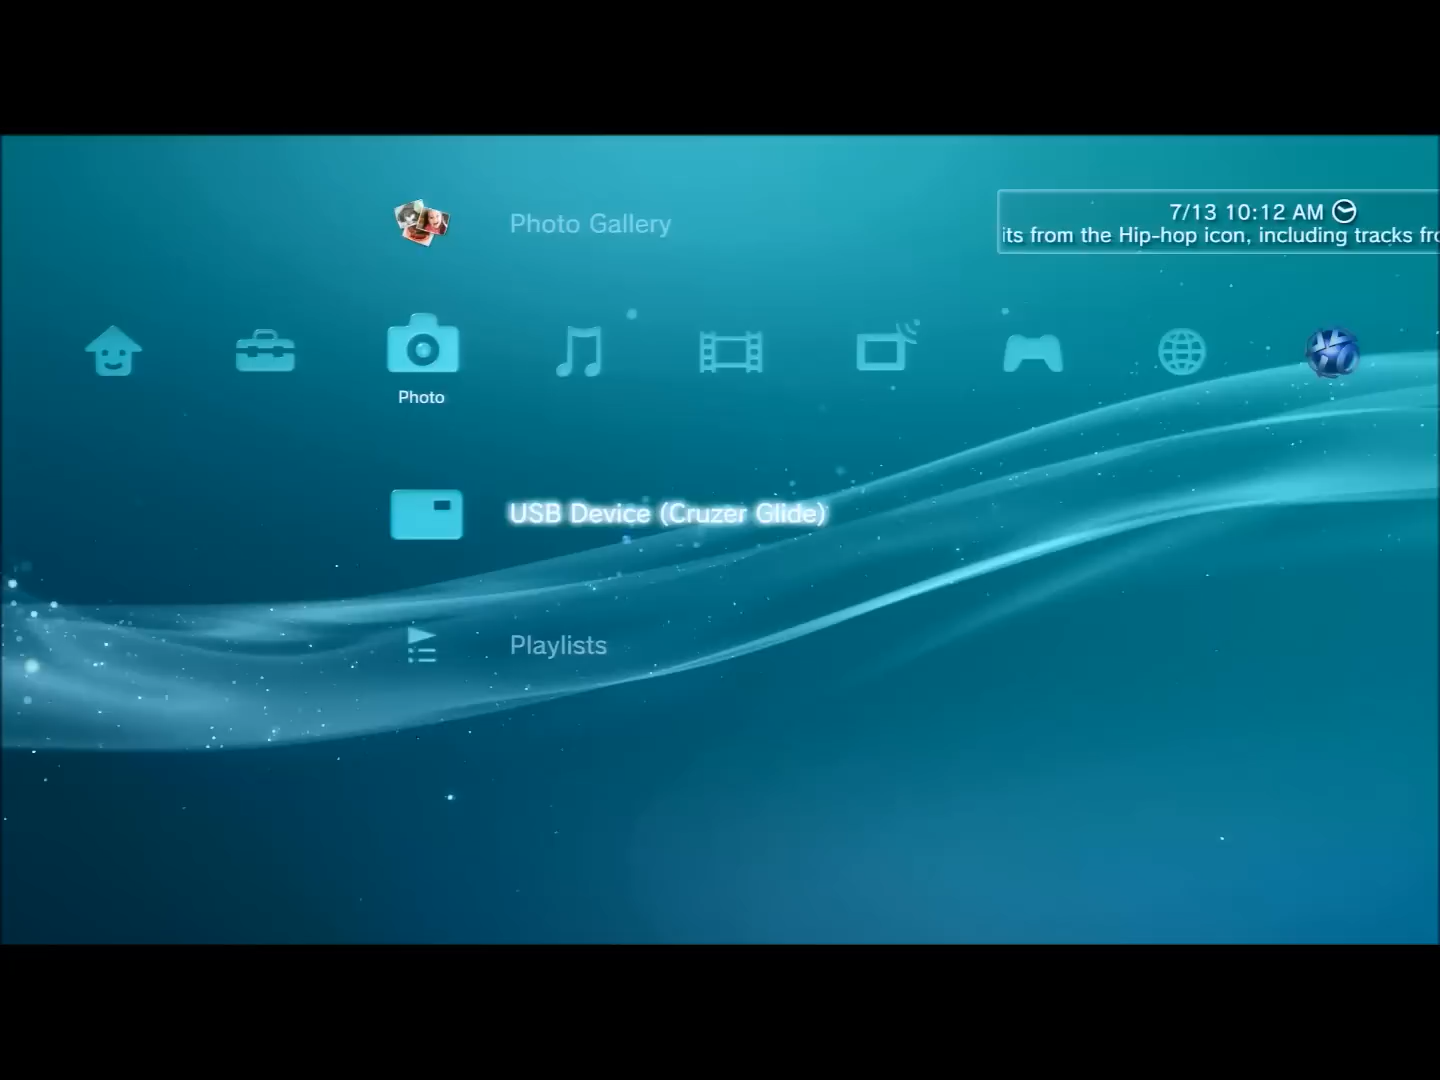 Photo Gallery
7/13 10:12 AM
its from the Hip-hop icon, including tracks
Photo
USB Device (Cruzer Glide)
Playlists